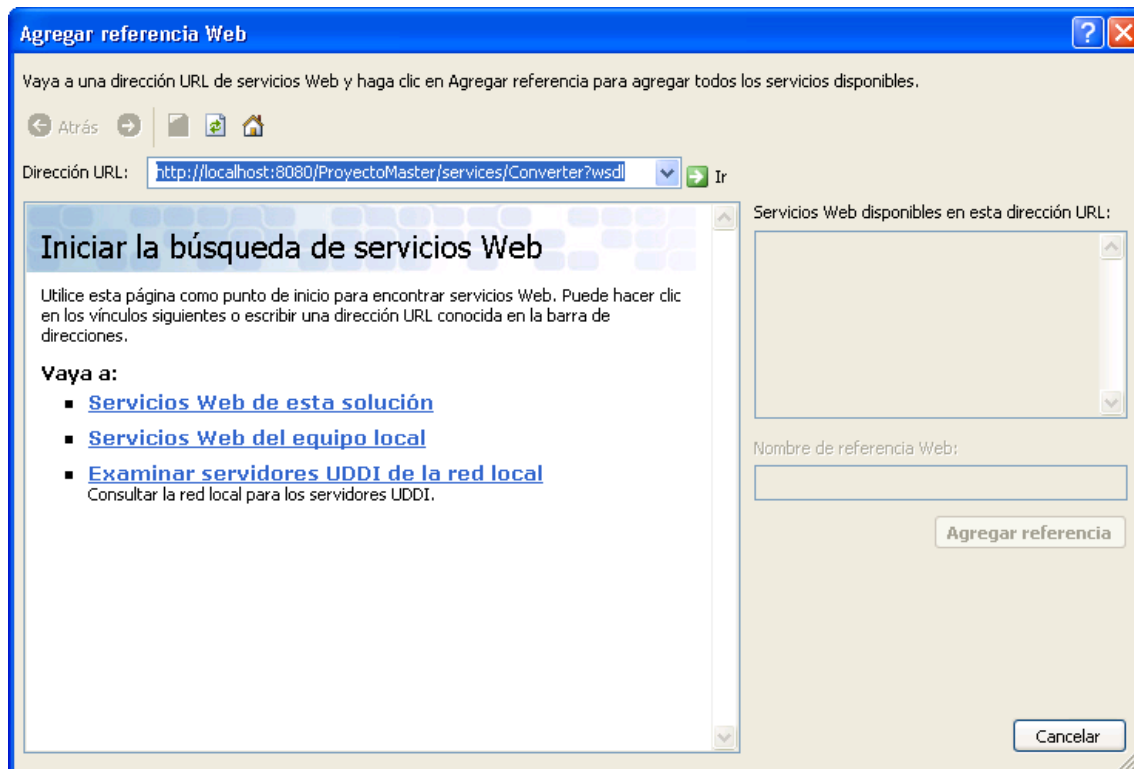 Agregar referencia Web
Vaya a una dirección URL de servicios Web y haga clic en Agregar referencia para agregar todos los servicios disponibles.
Atrás
Dirección URL: http://localhost:8080/ProyectoMaster/services/Converter?wsdl Ir
Iniciar la búsqueda de servicios Web
Utilice esta página como punto de inicio para encontrar servicios Web. Puede hacer clic
en los vínculos siguientes o escribir una dirección URL conocida en la barra de
direcciones.
Vaya a:
Servicios Web de esta solución
Servicios Web del equipo local
Examinar servidores UDDI de la red local
Consultar la red local para los servidores UDDI.
Servicios Web disponibles en esta dirección URL:
Nombre de referencia Web:
Agregar referencia
Cancelar